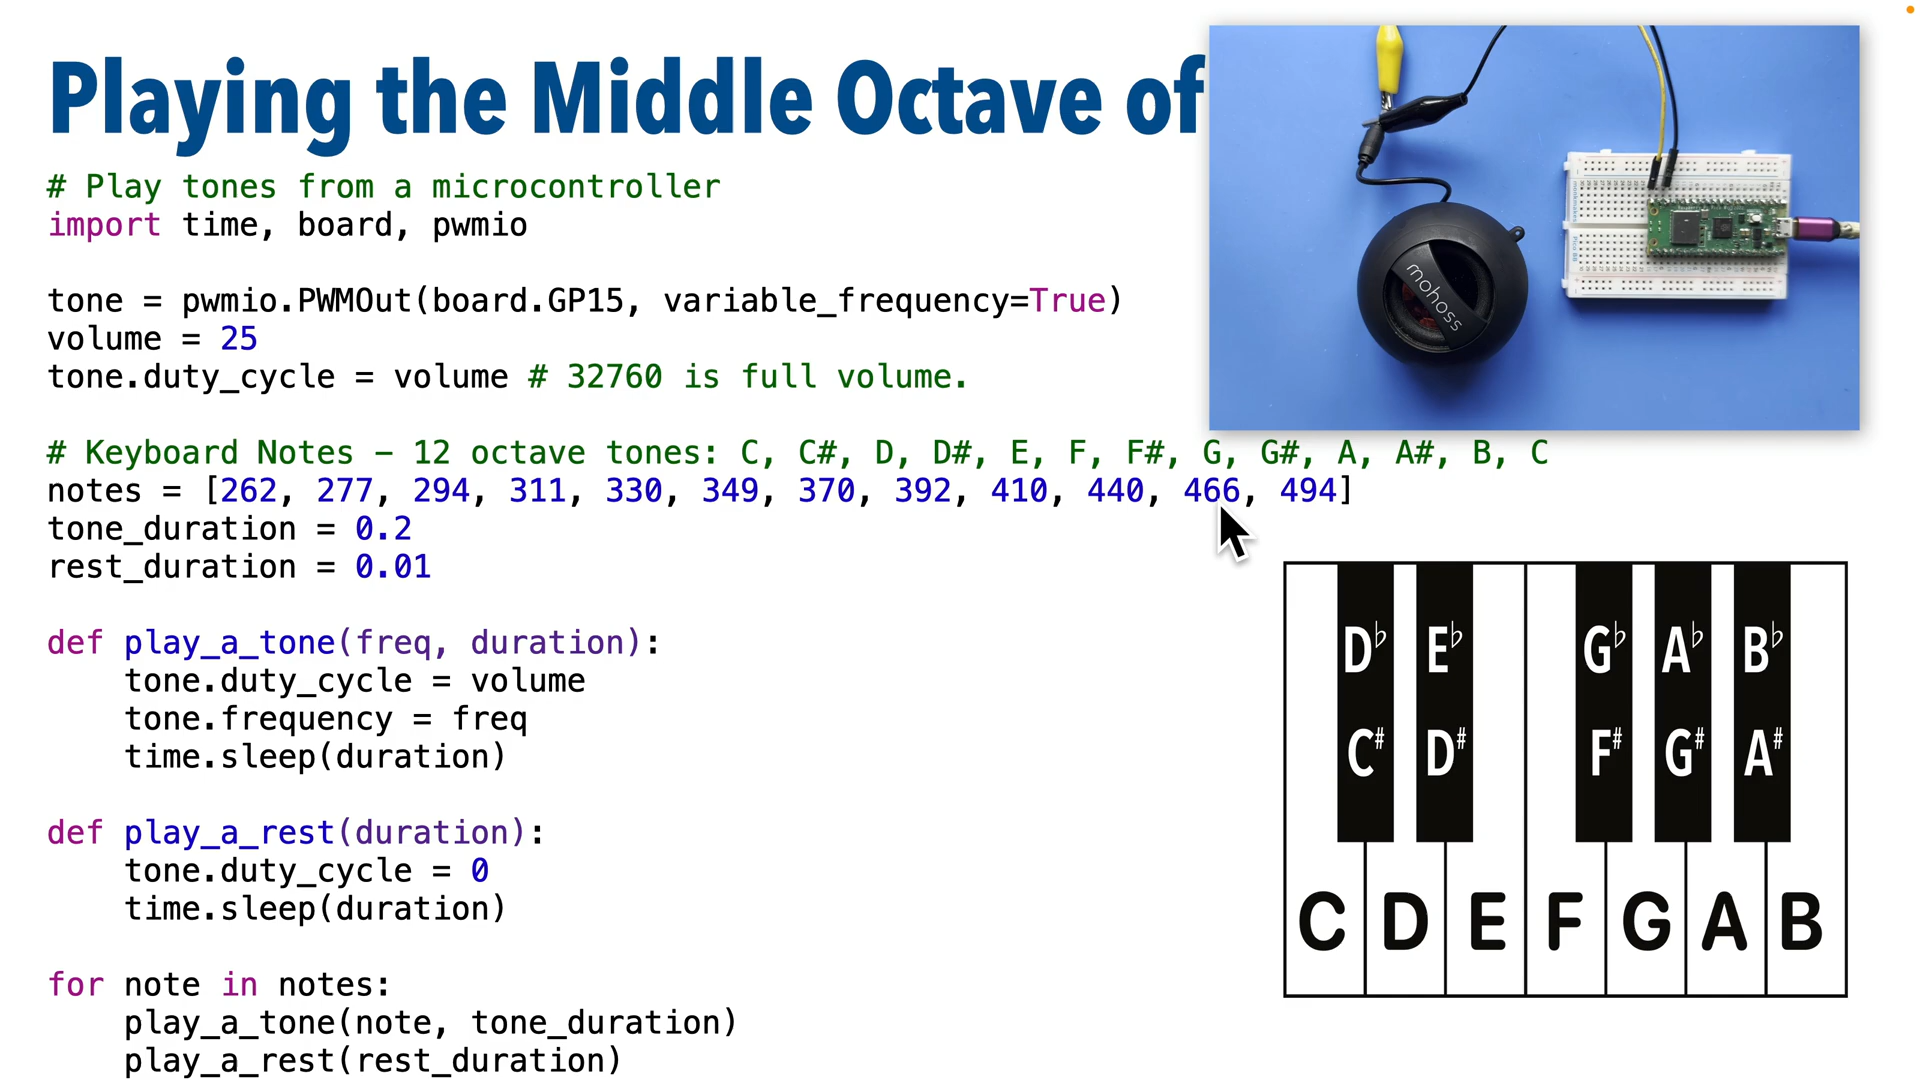 Playing the Middle Octave of
# Play tones from a microcontroller
import time, board, pwmio
tone = pwmio.PWMOut(board.GP15, variable_frequency=True)
volume = 25
tone.duty_cycle = volume # 32760 is full volume.
# Keyboard Notes – 12 octave tones: C, C#, D, D#, E, F, F#, G, G#, A, A#, B, C
notes = [262, 277, 294, 311, 330, 349, 370, 392, 410, 440, 466, 494]
tone_duration = 0.2
rest_duration = 0.01
def play_a_tone(freq, duration):
    tone.duty_cycle = volume
    tone.frequency = freq
    time.sleep(duration)
def play_a_rest(duration):
    tone.duty_cycle = 0
    time.sleep(duration)
for note in notes:
    play_a_tone(note, tone_duration)
    play_a_rest(rest_duration)
mohoss
D♭ E♭ G♭ A♭ B♭
C# D# F# G# A#
C D E F G A B